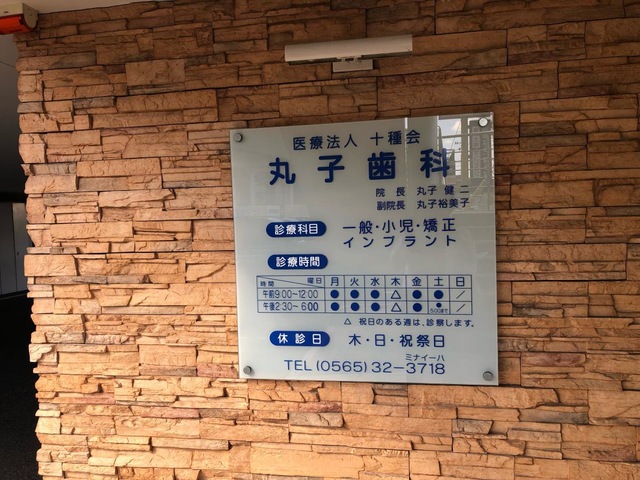 医療法人 十種会
丸子歯科
院長 丸子 健二
副院長 丸子裕美子
診療科目 一般・小児・矯正
インプラント
診療時間
時間 曜日 月 火 水 木 金 土 日
午前9:00〜12:00 ● ● ● △ ● ● ／
午後2:30〜6:00 ● ● ● △ ● ● 5:00まで ／
△ 祝日のある週は、診察します。
休診日 木・日・祝祭日
ミナイーハ
TEL (0565) 32-3718